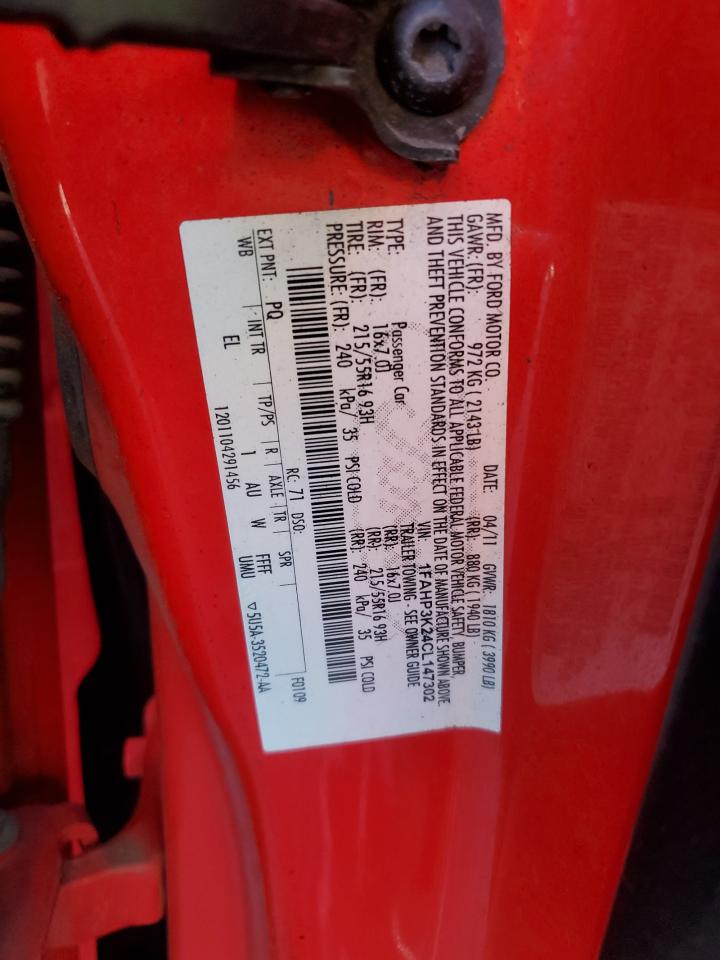 MFD. BY FORD MOTOR CO.
DATE: 04/11 GVWR: 1810 KG ( 3990 LB)
GAWR: (FR): 972 KG ( 2143 LB) (RR): 880 KG ( 1940 LB)
THIS VEHICLE CONFORMS TO ALL APPLICABLE FEDERAL MOTOR VEHICLE SAFETY, BUMPER,
AND THEFT PREVENTION STANDARDS IN EFFECT ON THE DATE OF MANUFACTURE SHOWN ABOVE.
VIN: 1FAHP3K24CL147302
TYPE: Passenger Car TRAILER TOWING - SEE OWNER GUIDE
RIM: (FR): 16x7.0J (RR): 16x7.0J
TIRE: (FR): 215/55R16 93H (RR): 215/55R16 93H
PRESSURE: (FR): 240 kPa/ 35 PSI COLD (RR): 240 kPa/ 35 PSI COLD
RC: 71 DSO: F0109
EXT PNT: PQ
WB INT TR TP/PS R AXLE TR SPR
EL 1 AU W FFFF
UMU
1201104291456 ▽5U5A-3520472-AA